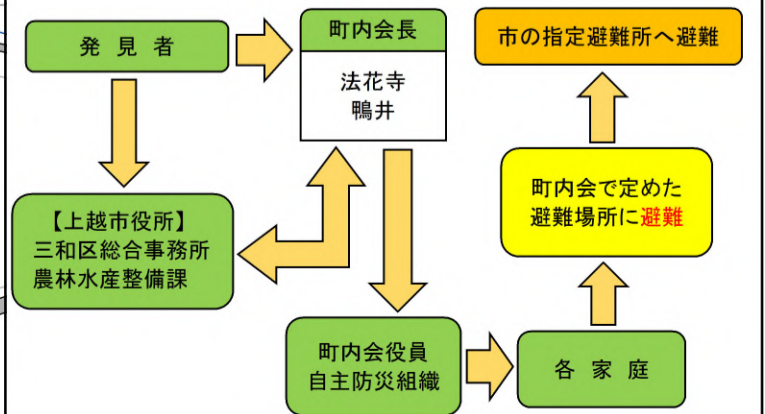 発見者
町内会長
法花寺
鴨井
市の指定避難所へ避難
【上越市役所】
三和区総合事務所
農林水産整備課
町内会で定めた
避難場所に避難
町内会役員
自主防災組織
各家庭